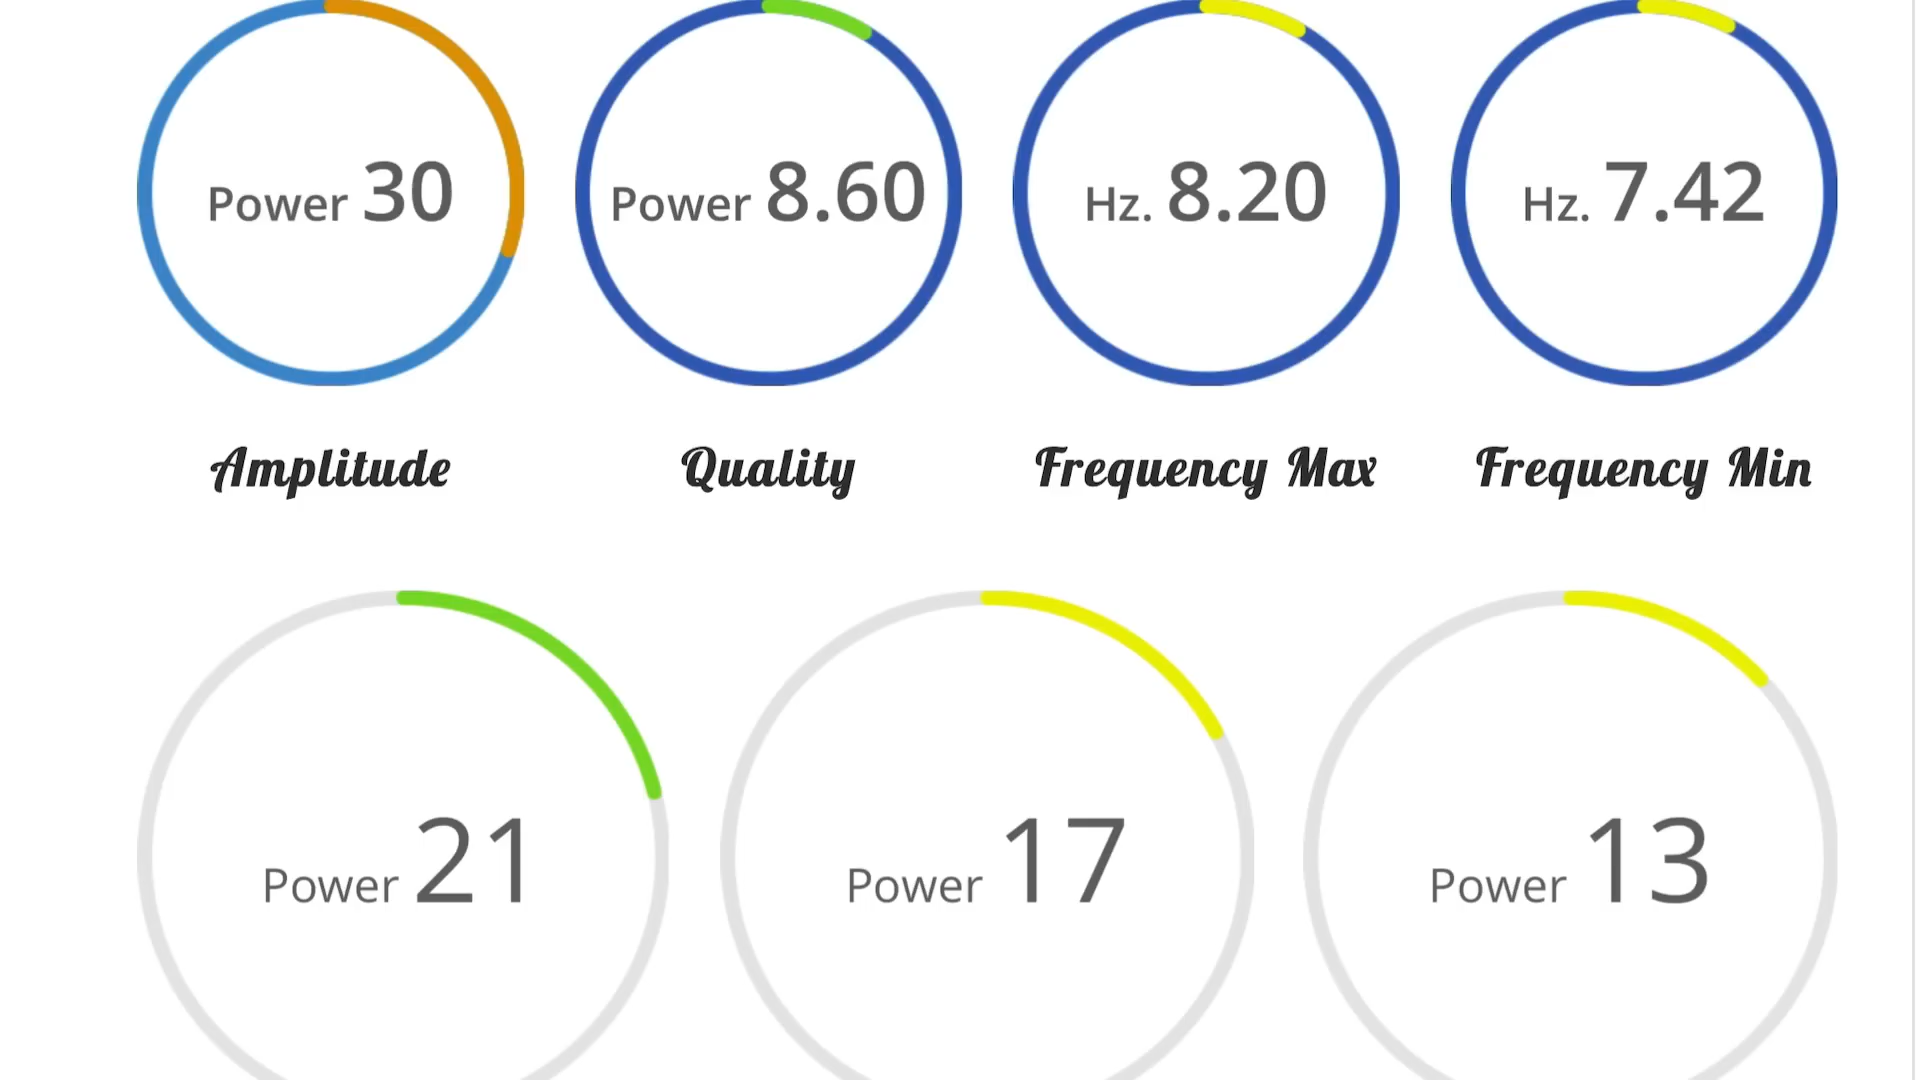 Power 30
Power 8.60
Hz. 8.20
Hz. 7.42
Amplitude
Quality
Frequency Max
Frequency Min
Power 21
Power 17
Power 13